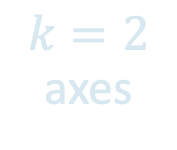 k = 2
axes